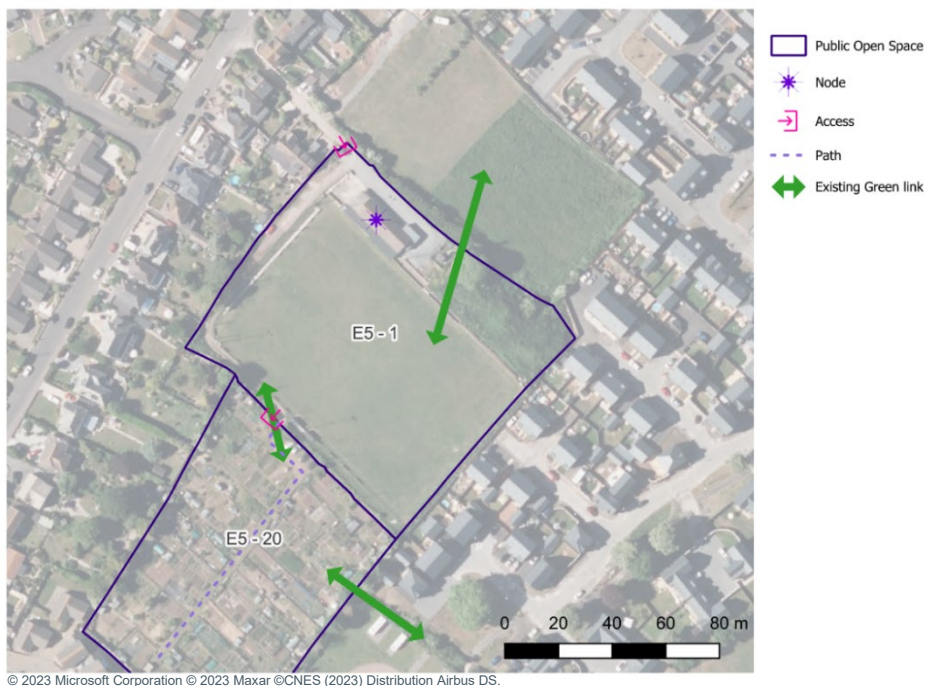 Public Open Space
Node
Access
Path
Existing Green link
E5 - 1
E5 - 20
0 20 40 60 80 m
© 2023 Microsoft Corporation © 2023 Maxar ©CNES (2023) Distribution Airbus DS.